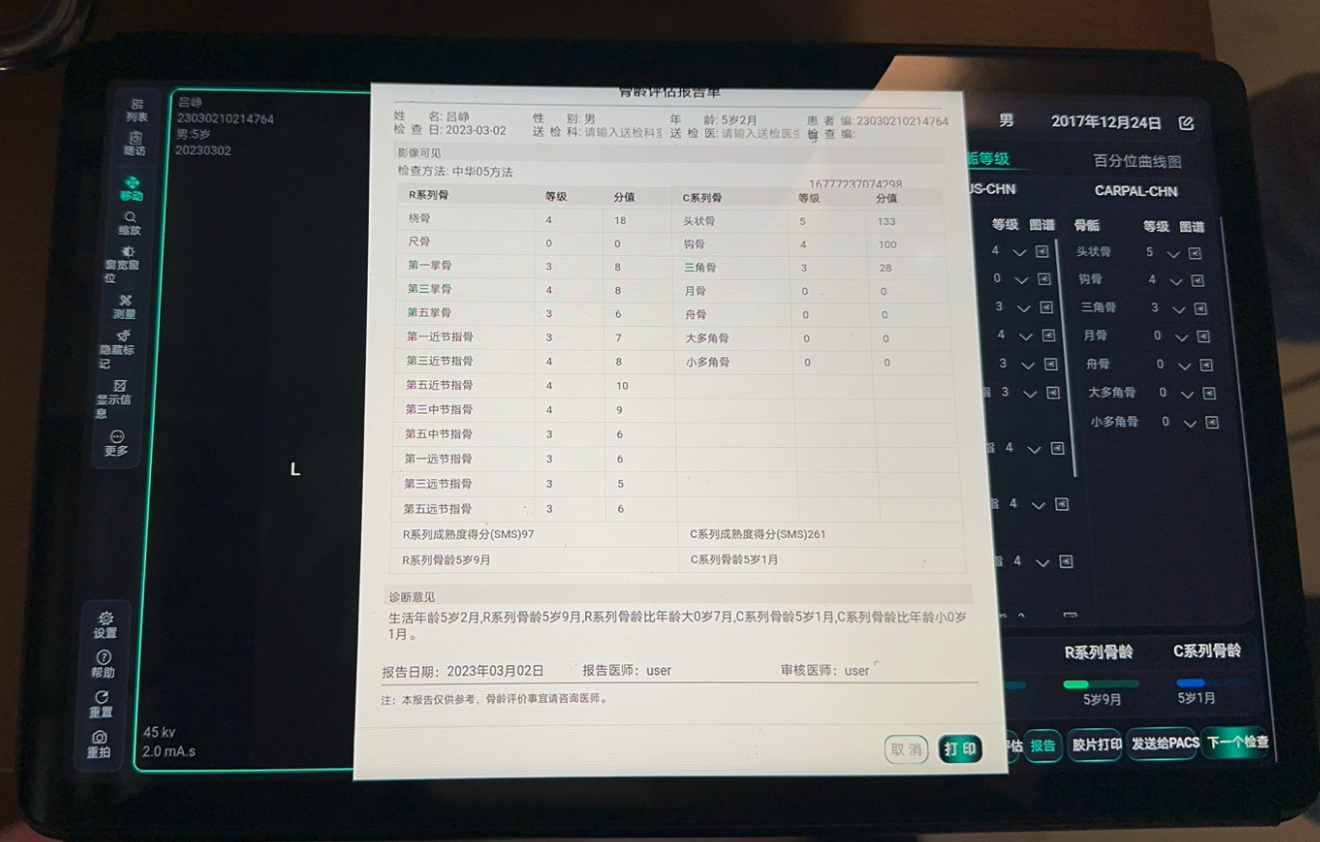 列表
随访
移动
缩放
窗宽窗
位
测量
隐藏标
记
显示信
息
更多
设置
帮助
重置
重拍
吕峥
23030210214764
男:5岁
20230302
L
45 kv
2.0 mA.s
骨龄评估报告单
姓 名:吕峥 性 别:男 年 龄:5岁2月 患 者 编:23030210214764
检 查 日:2023-03-02 送 检 科:请输入送检科室 送 检 医:请输入送检医生 检 查 编:
号
影像可见
检查方法: 中华05方法
16777237074298
R系列骨 等级 分值 C系列骨 等级 分值
桡骨 4 18 头状骨 5 133
尺骨 0 0 钩骨 4 100
第一掌骨 3 8 三角骨 3 28
第三掌骨 4 8 月骨 0 0
第五掌骨 3 6 舟骨 0 0
第一近节指骨 3 7 大多角骨 0 0
第三近节指骨 4 8 小多角骨 0 0
第五近节指骨 4 10
第三中节指骨 4 9
第五中节指骨 3 6
第一远节指骨 3 6
第三远节指骨 3 5
第五远节指骨 3 6
R系列成熟度得分(SMS)97 C系列成熟度得分(SMS)261
R系列骨龄5岁9月 C系列骨龄5岁1月
诊断意见
生活年龄5岁2月,R系列骨龄5岁9月,R系列骨龄比年龄大0岁7月,C系列骨龄5岁1月,C系列骨龄比年龄小0岁
1月。
报告日期: 2023年03月02日 报告医师: user 审核医师: user
注: 本报告仅供参考, 骨龄评价事宜请咨询医师。
取消 打印
男 2017年12月24日
骺等级 百分位曲线图
US-CHN CARPAL-CHN
等级 图谱 骨骺 等级 图谱
4 头状骨 5
0 钩骨 4
3 三角骨 3
4 月骨 0
3 舟骨 0
指 3 大多角骨 0
小多角骨 0
指 4
指 4
指 4
R系列骨龄 C系列骨龄
5岁9月 5岁1月
评估 报告 胶片打印 发送给PACS 下一个检查